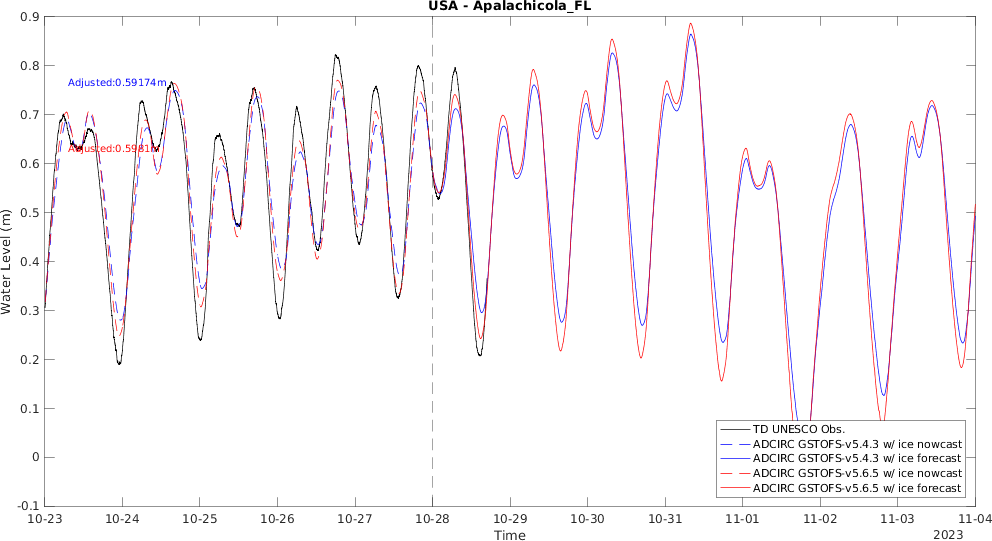 USA - Apalachicola_FL
0.9
0.8
0.7
0.6
0.5
0.4
0.3
0.2
0.1
0
-0.1
Water Level (m)
Adjusted:0.59174m
TD UNESCO Obs.
ADCIRC GSTOFS-v5.4.3 w/ ice nowcast
ADCIRC GSTOFS-v5.4.3 w/ ice forecast
ADCIRC GSTOFS-v5.6.5 w/ ice nowcast
ADCIRC GSTOFS-v5.6.5 w/ ice forecast
10-23 10-24 10-25 10-26 10-27 10-28 10-29 10-30 10-31 11-01 11-02 11-03 11-04
Time
2023